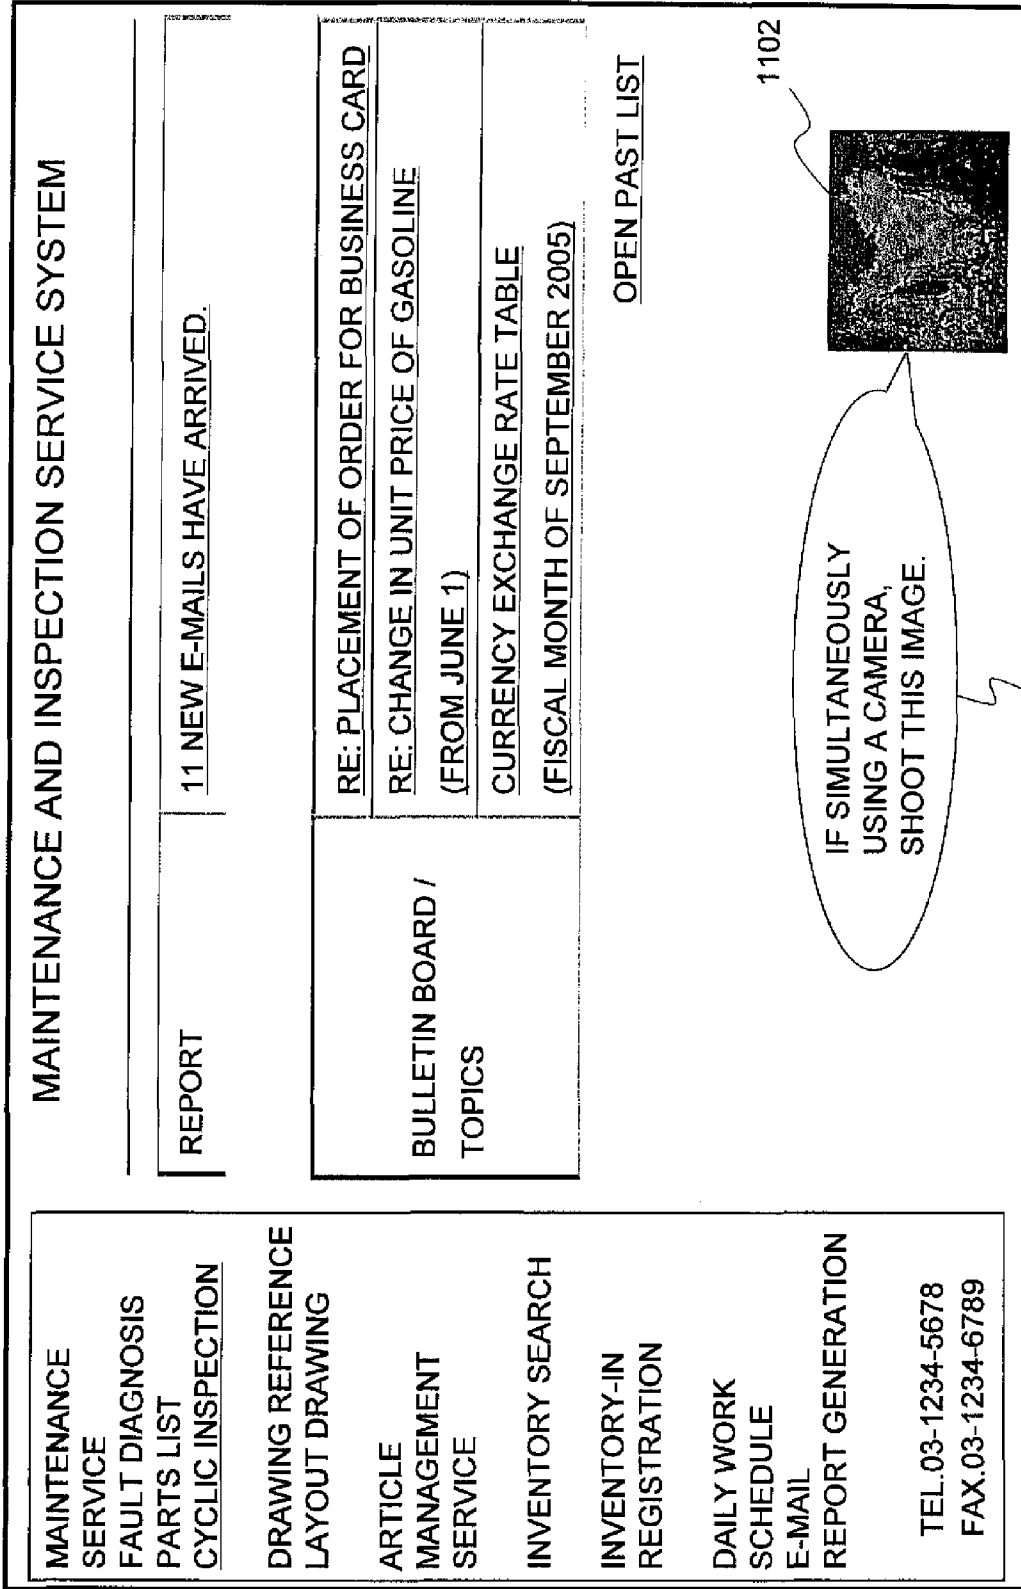 MAINTENANCE AND INSPECTION SERVICE SYSTEM
MAINTENANCE
SERVICE
FAULT DIAGNOSIS
PARTS LIST
CYCLIC INSPECTION
DRAWING REFERENCE
LAYOUT DRAWING
ARTICLE
MANAGEMENT
SERVICE
INVENTORY SEARCH
INVENTORY-IN
REGISTRATION
DAILY WORK
SCHEDULE
E-MAIL
REPORT GENERATION
TEL.03-1234-5678
FAX.03-1234-6789
REPORT
11 NEW E-MAILS HAVE ARRIVED.
BULLETIN BOARD /
TOPICS
RE: PLACEMENT OF ORDER FOR BUSINESS CARD
RE: CHANGE IN UNIT PRICE OF GASOLINE
(FROM JUNE 1)
CURRENCY EXCHANGE RATE TABLE
(FISCAL MONTH OF SEPTEMBER 2005)
OPEN PAST LIST
IF SIMULTANEOUSLY
USING A CAMERA,
SHOOT THIS IMAGE.
1102